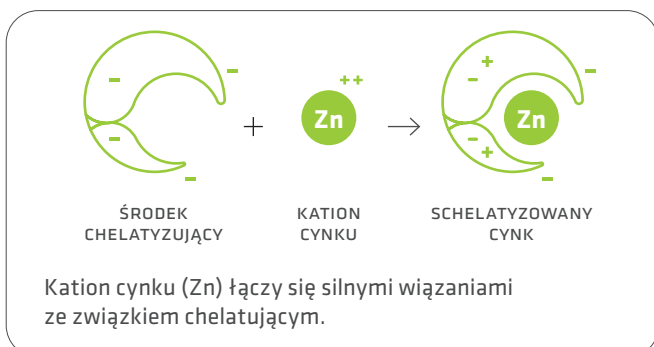 - - - - + ++ Zn → + - - + - - Zn
ŚRODEK CHELATYZUJĄCY
KATION CYNKU
SCHELATYZOWANY CYNK
Kation cynku (Zn) łączy się silnymi wiązaniami
ze związkiem chelatującym.